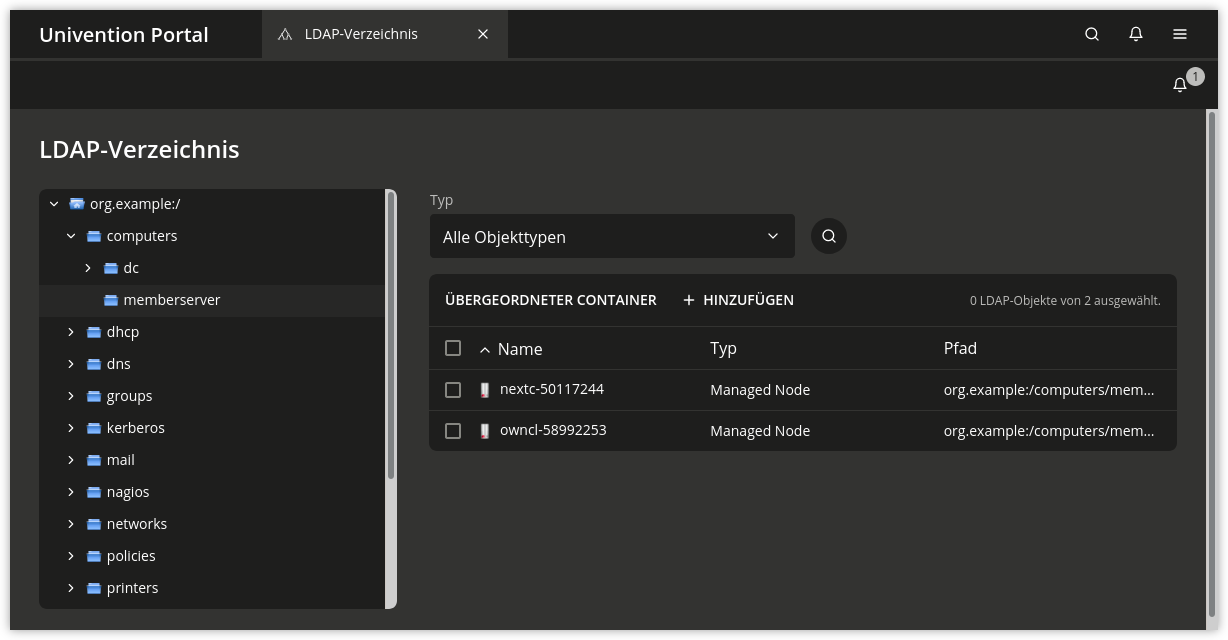 Univention Portal
LDAP-Verzeichnis
1
LDAP-Verzeichnis
org.example:/
computers
dc
memberserver
dhcp
dns
groups
kerberos
mail
nagios
networks
policies
printers
Typ
Alle Objekttypen
ÜBERGEORDNETER CONTAINER HINZUFÜGEN 0 LDAP-Objekte von 2 ausgewählt.
Name Typ Pfad
nextc-50117244 Managed Node org.example:/computers/mem...
owncl-58992253 Managed Node org.example:/computers/mem...